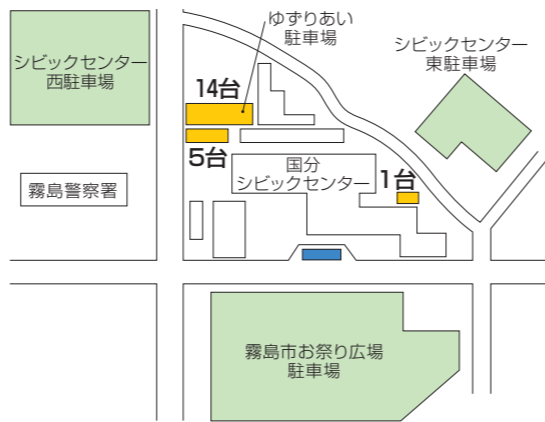 ゆずりあい
駐車場
シビックセンター
西駐車場
シビックセンター
東駐車場
14台
5台
国分
シビックセンター
1台
霧島警察署
霧島市お祭り広場
駐車場